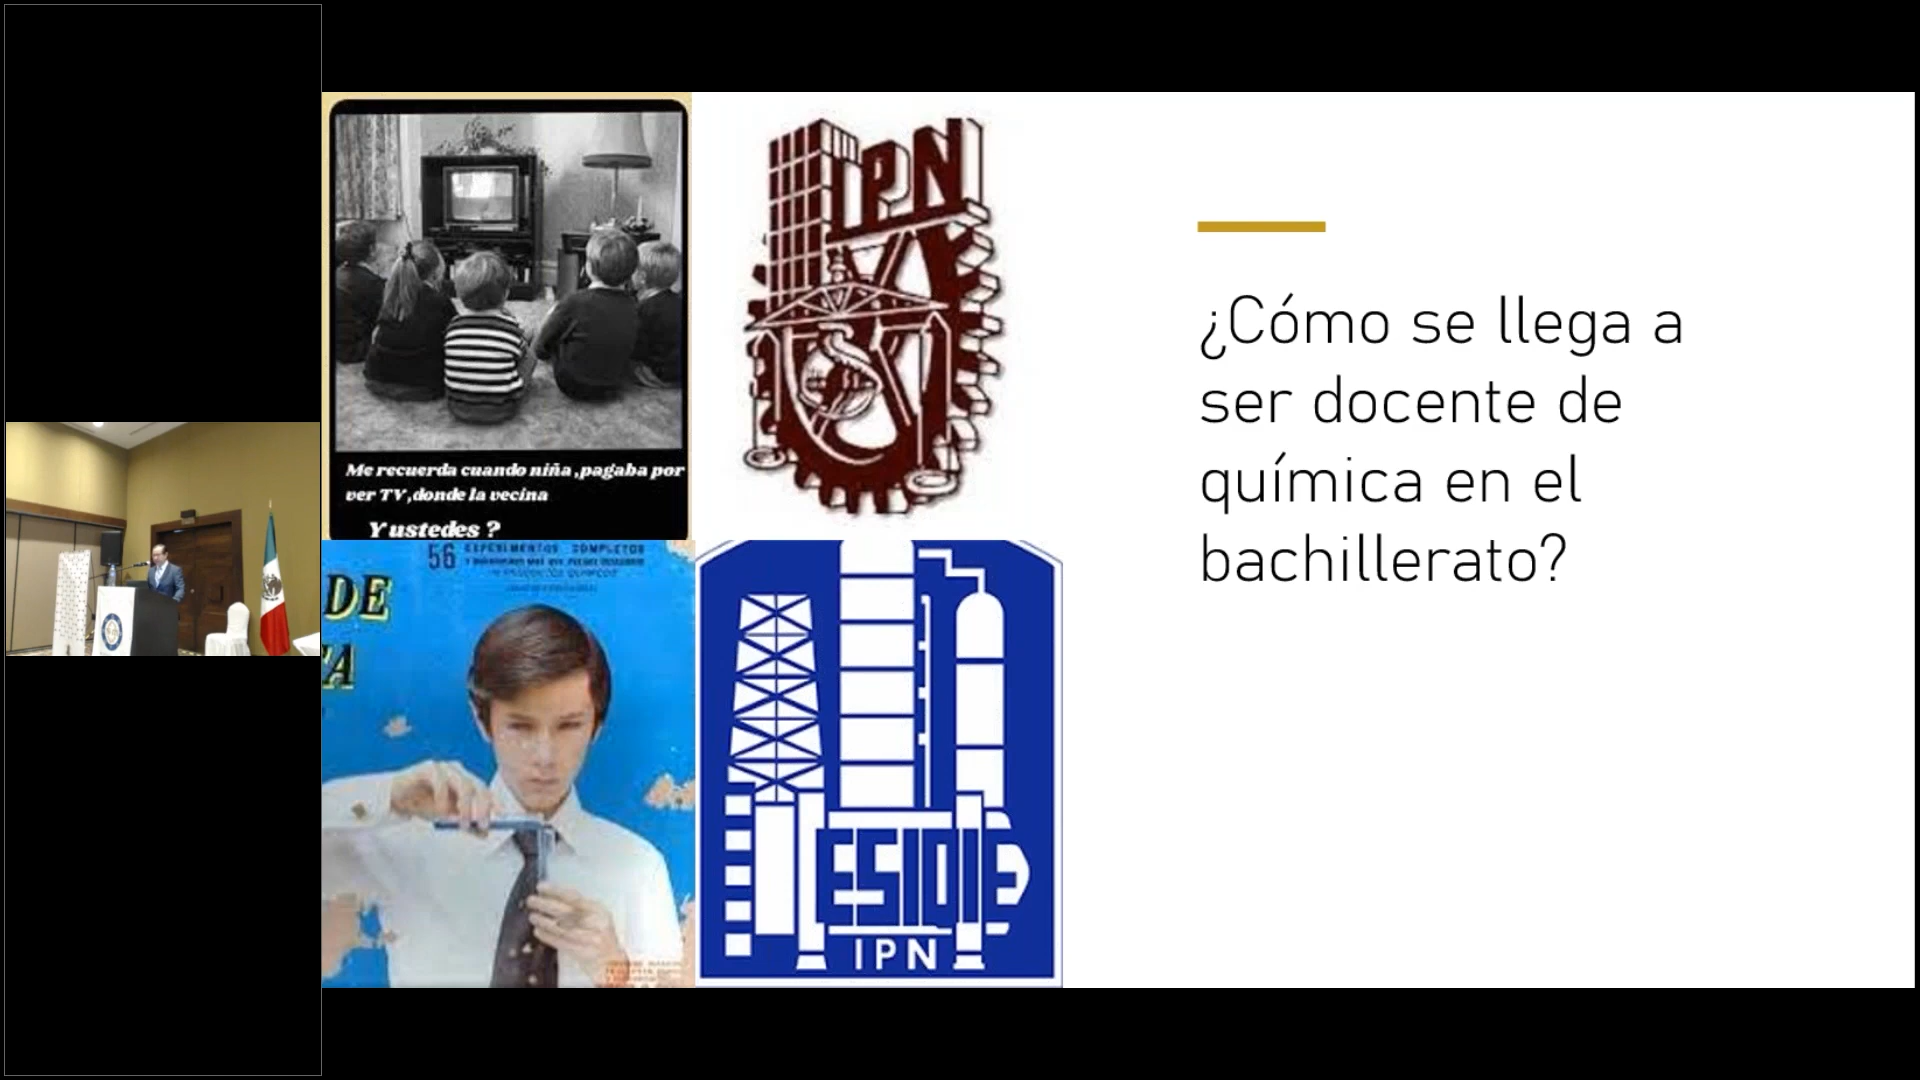 Me recuerda cuando niña ,pagaba por
ver TV,donde la vecina
Y ustedes ?
IPN
56 EXPERIMENTOS COMPLETOS
DE
ESIQIE
IPN
¿Cómo se llega a
ser docente de
química en el
bachillerato?